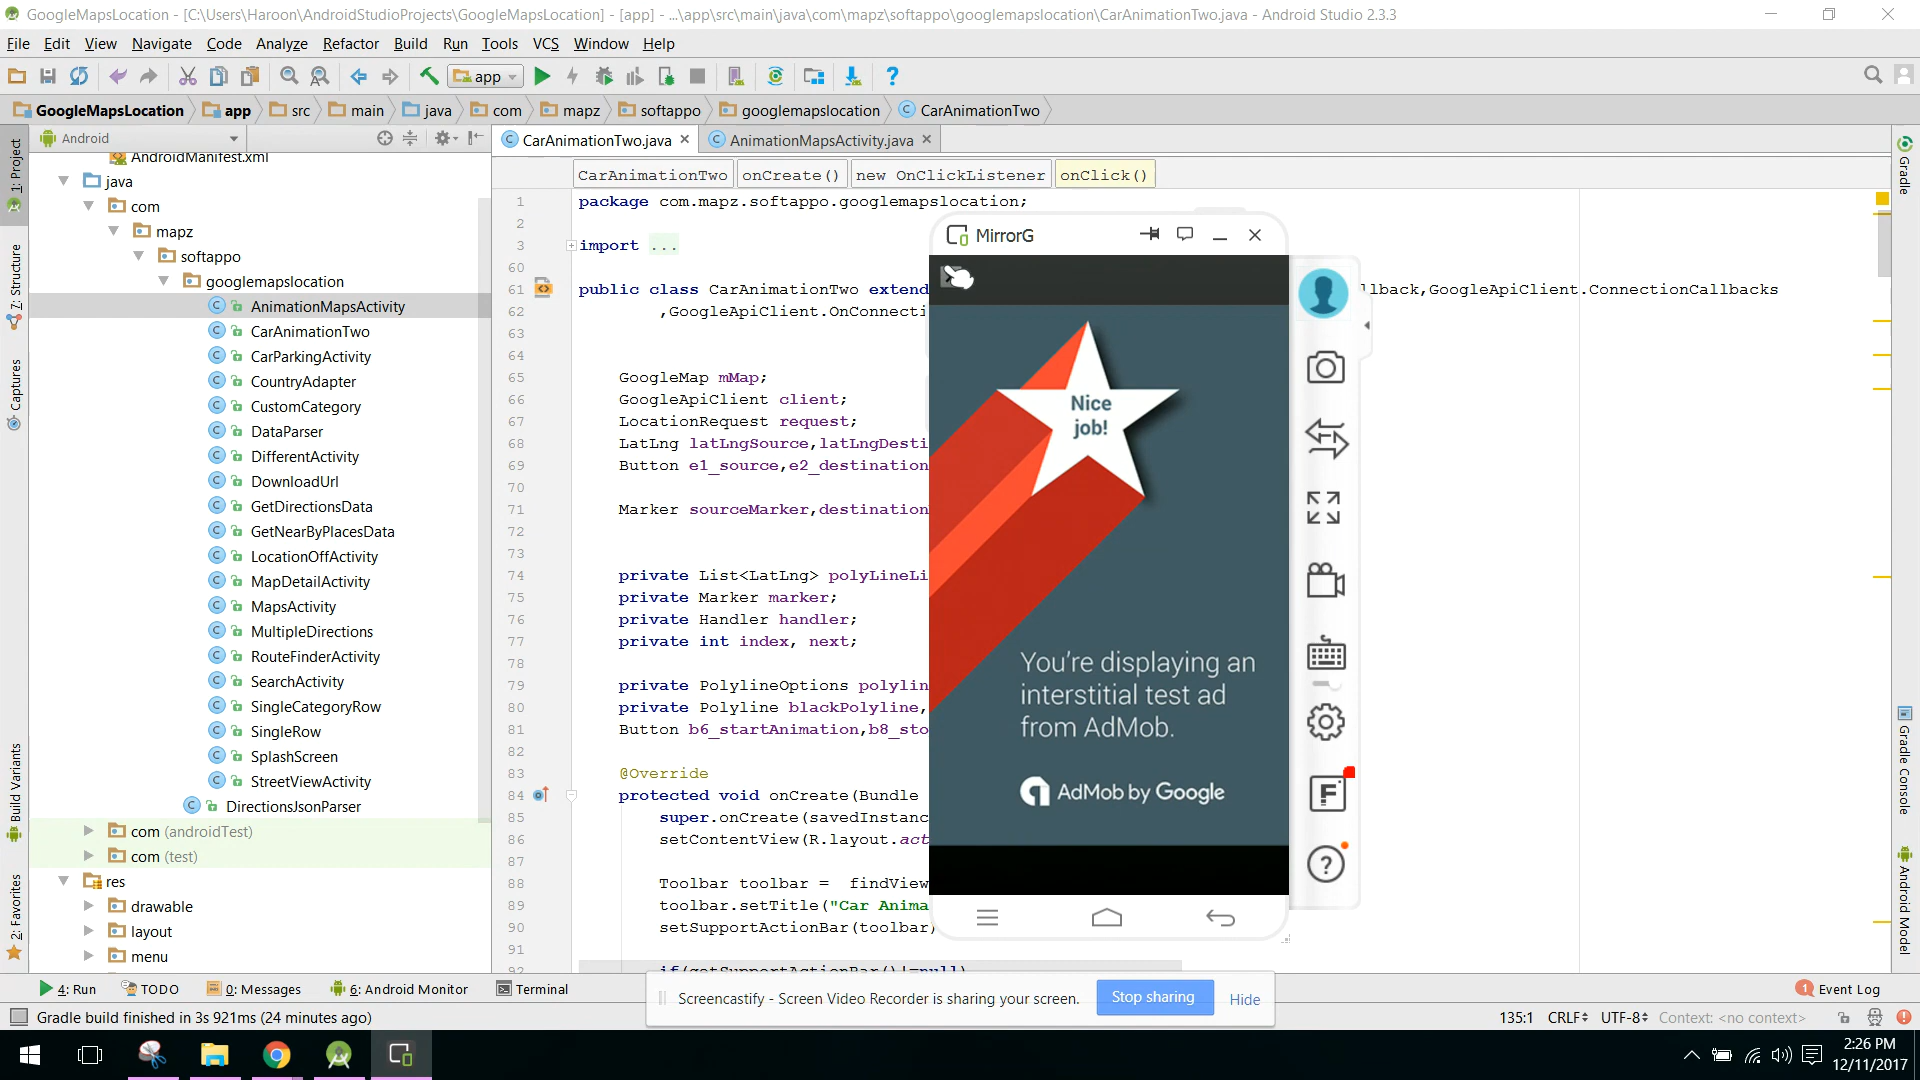 GoogleMapsLocation - [C:\Users\Haroon\AndroidStudioProjects\GoogleMapsLocation] - [app] - ...\app\src\main\java\com\mapz\softappo\googlemapslocation\CarAnimationTwo.java - Android Studio 2.3.3
File Edit View Navigate Code Analyze Refactor Build Run Tools VCS Window Help
app
GoogleMapsLocation app src main java com mapz softappo googlemapslocation CarAnimationTwo
1: Project
Z: Structure
Captures
Build Variants
2: Favorites
Android
AndroidManifest.xml
java
com
mapz
softappo
googlemapslocation
AnimationMapsActivity
CarAnimationTwo
CarParkingActivity
CountryAdapter
CustomCategory
DataParser
DifferentActivity
DownloadUrl
GetDirectionsData
GetNearByPlacesData
LocationOffActivity
MapDetailActivity
MapsActivity
MultipleDirections
RouteFinderActivity
SearchActivity
SingleCategoryRow
SingleRow
SplashScreen
StreetViewActivity
DirectionsJsonParser
com (androidTest)
com (test)
res
drawable
layout
menu
CarAnimationTwo.java AnimationMapsActivity.java
CarAnimationTwo onCreate() new OnClickListener onClick()
1 package com.mapz.softappo.googlemapslocation;
2
3 import ...
60
61 public class CarAnimationTwo extend lback,GoogleApiClient.ConnectionCallbacks
62 ,GoogleApiClient.OnConnecti
63
64
65 GoogleMap mMap;
66 GoogleApiClient client;
67 LocationRequest request;
68 LatLng latLngSource,latLngDesti
69 Button e1_source,e2_destination
70
71 Marker sourceMarker,destination
72
73
74 private List<LatLng> polyLineLi
75 private Marker marker;
76 private Handler handler;
77 private int index, next;
78
79 private PolylineOptions polylin
80 private Polyline blackPolyline,
81 Button b6_startAnimation,b8_sto
82
83 @Override
84 protected void onCreate(Bundle
85 super.onCreate(savedInstanc
86 setContentView(R.layout.act
87
88 Toolbar toolbar = findView
89 toolbar.setTitle("Car Anima
90 setSupportActionBar(toolbar)
91
92 if(getSupportActionBar()!=null)
MirrorG
Nice
job!
You're displaying an
interstitial test ad
from AdMob.
AdMob by Google
F
?
Gradle
Gradle Console
Android Model
4: Run TODO 0: Messages 6: Android Monitor Terminal
1 Event Log
Screencastify - Screen Video Recorder is sharing your screen. Stop sharing Hide
Gradle build finished in 3s 921ms (24 minutes ago)
135:1 CRLF UTF-8 Context: <no context>
2:26 PM
12/11/2017